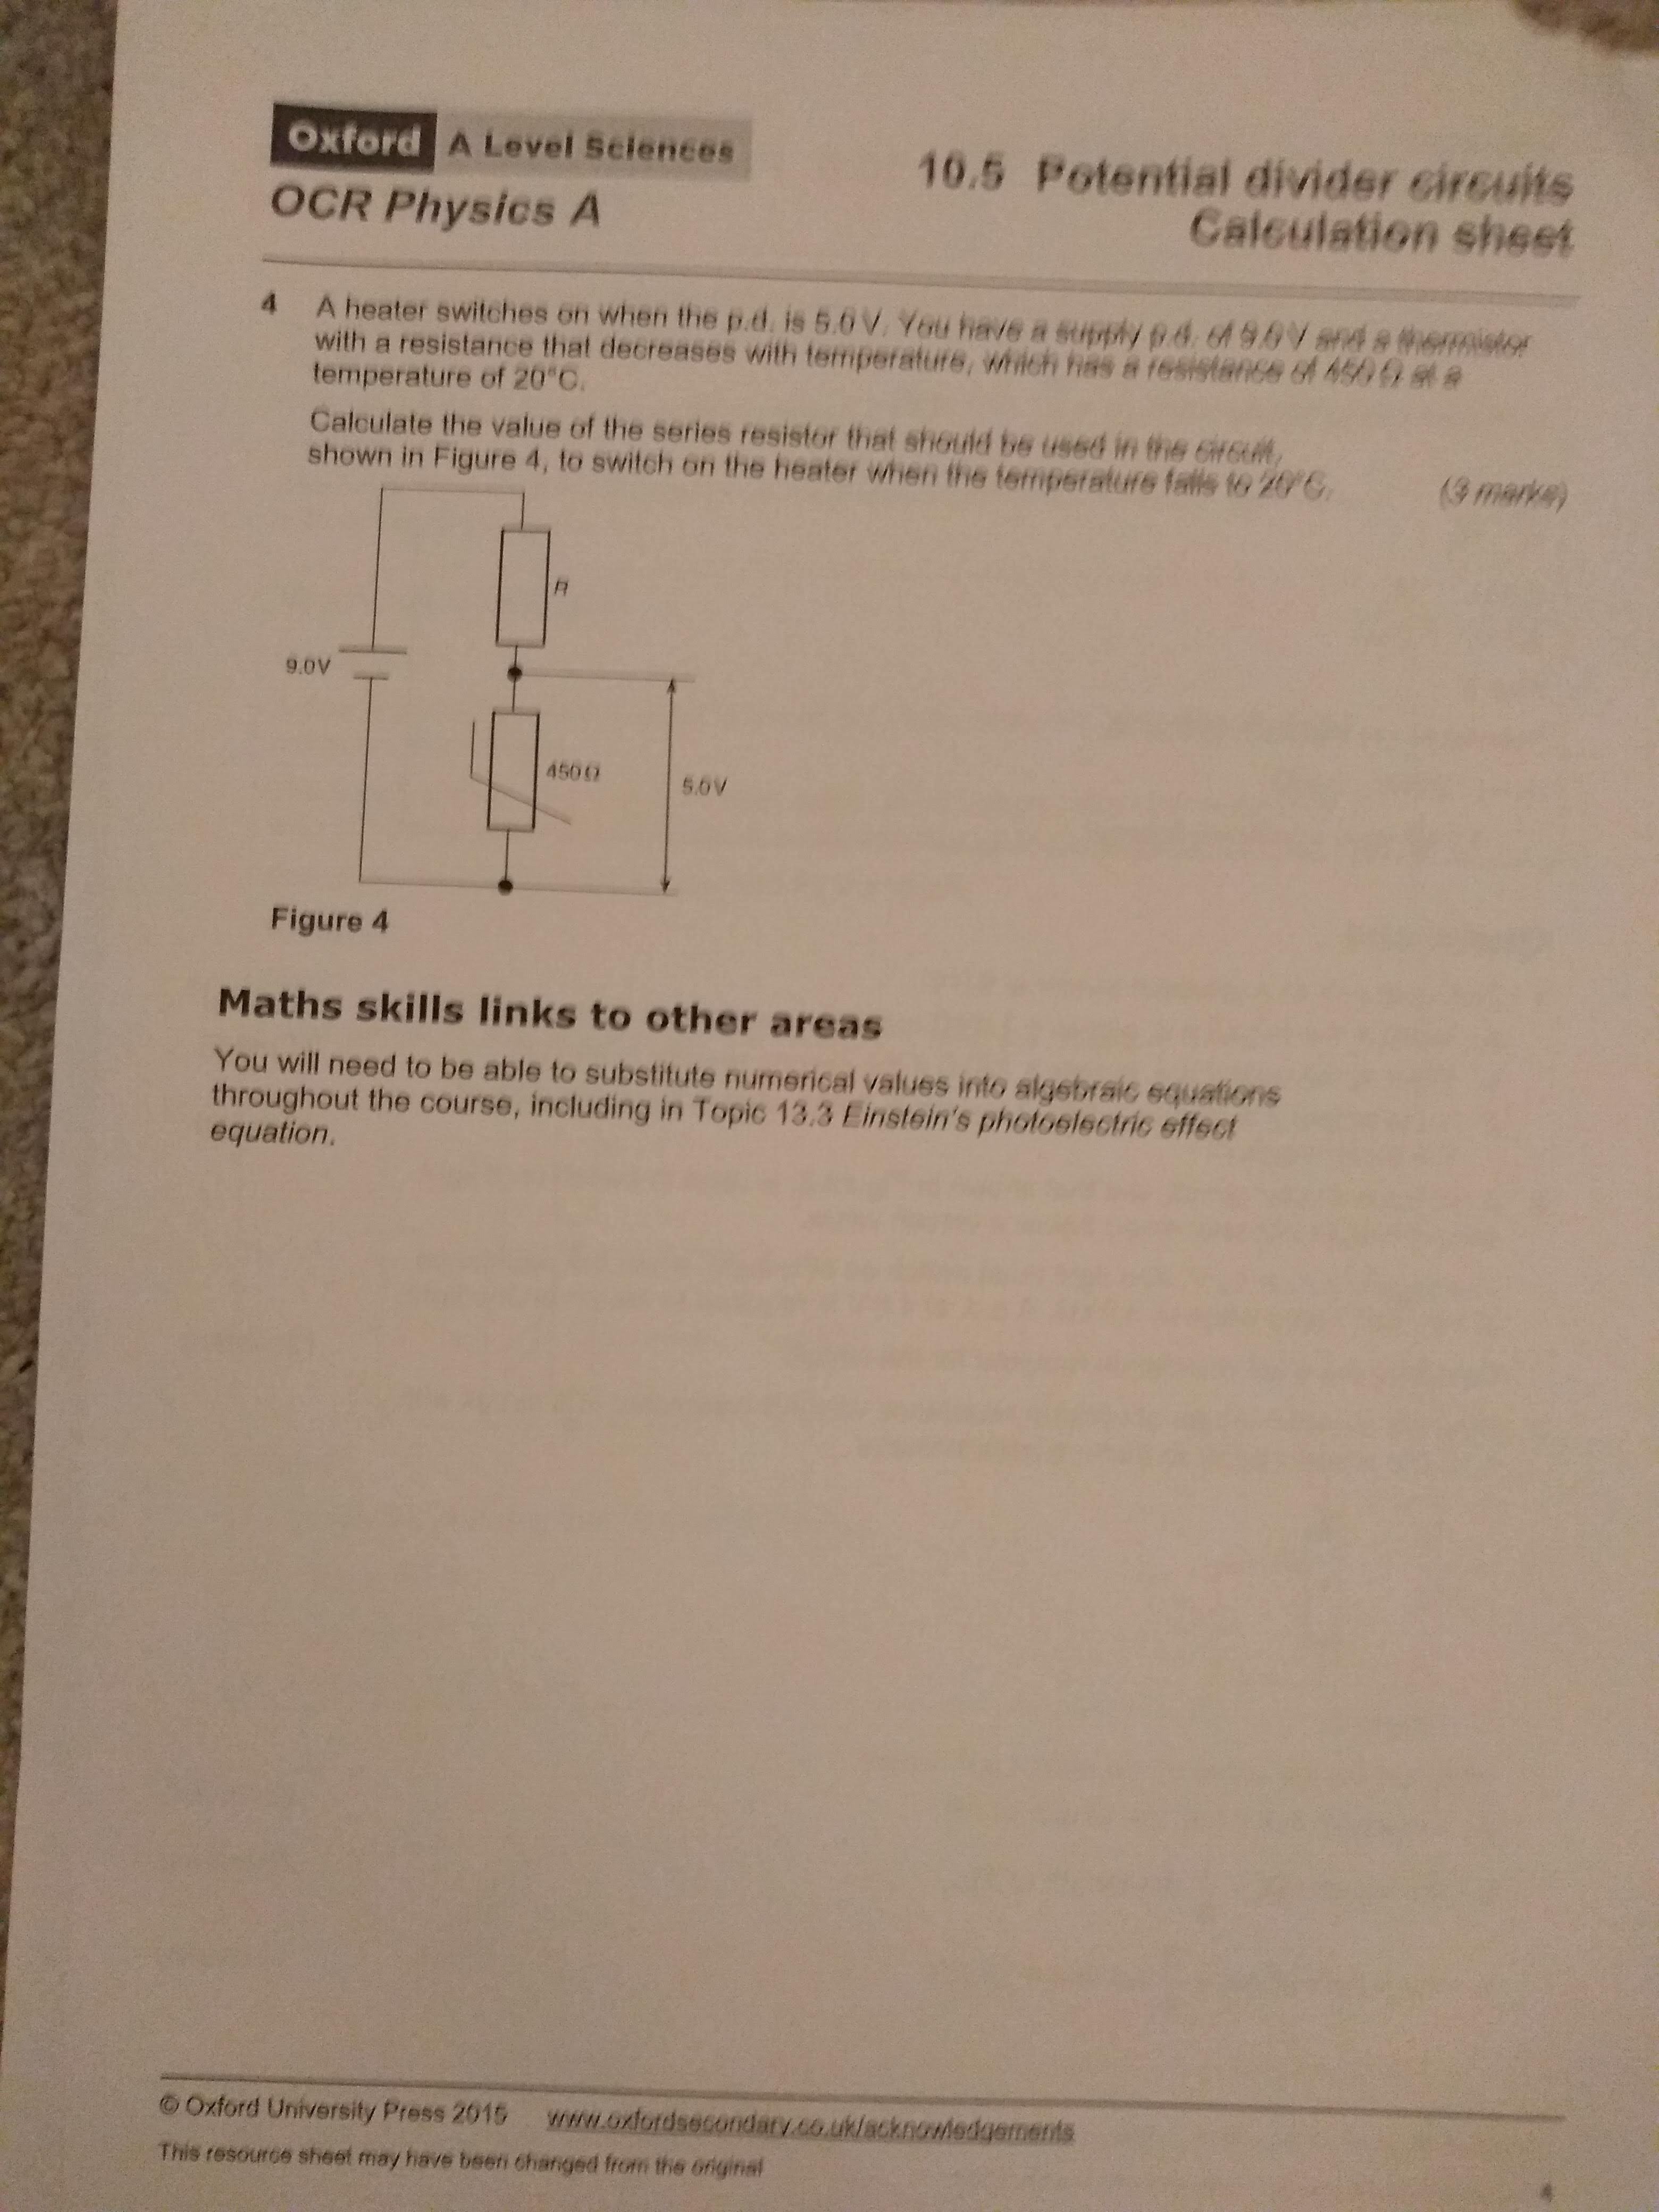 Oxford A Level Sciences
OCR Physics A
10.5 Potential divider circuits
Calculation sheet
4 A heater switches on when the p.d. is 5.0 V. You have a supply p.d. of 9.0 V and a thermistor
with a resistance that decreases with temperature, which has a resistance of 450 Ω at a
temperature of 20°C.
Calculate the value of the series resistor that should be used in the circuit,
shown in Figure 4, to switch on the heater when the temperature falls to 20°C. (3 marks)
R
9.0V
450Ω
5.0V
Figure 4
Maths skills links to other areas
You will need to be able to substitute numerical values into algebraic equations
throughout the course, including in Topic 13.3 Einstein's photoelectric effect
equation.
© Oxford University Press 2015 www.oxfordsecondary.co.uk/acknowledgements
This resource sheet may have been changed from the original
4